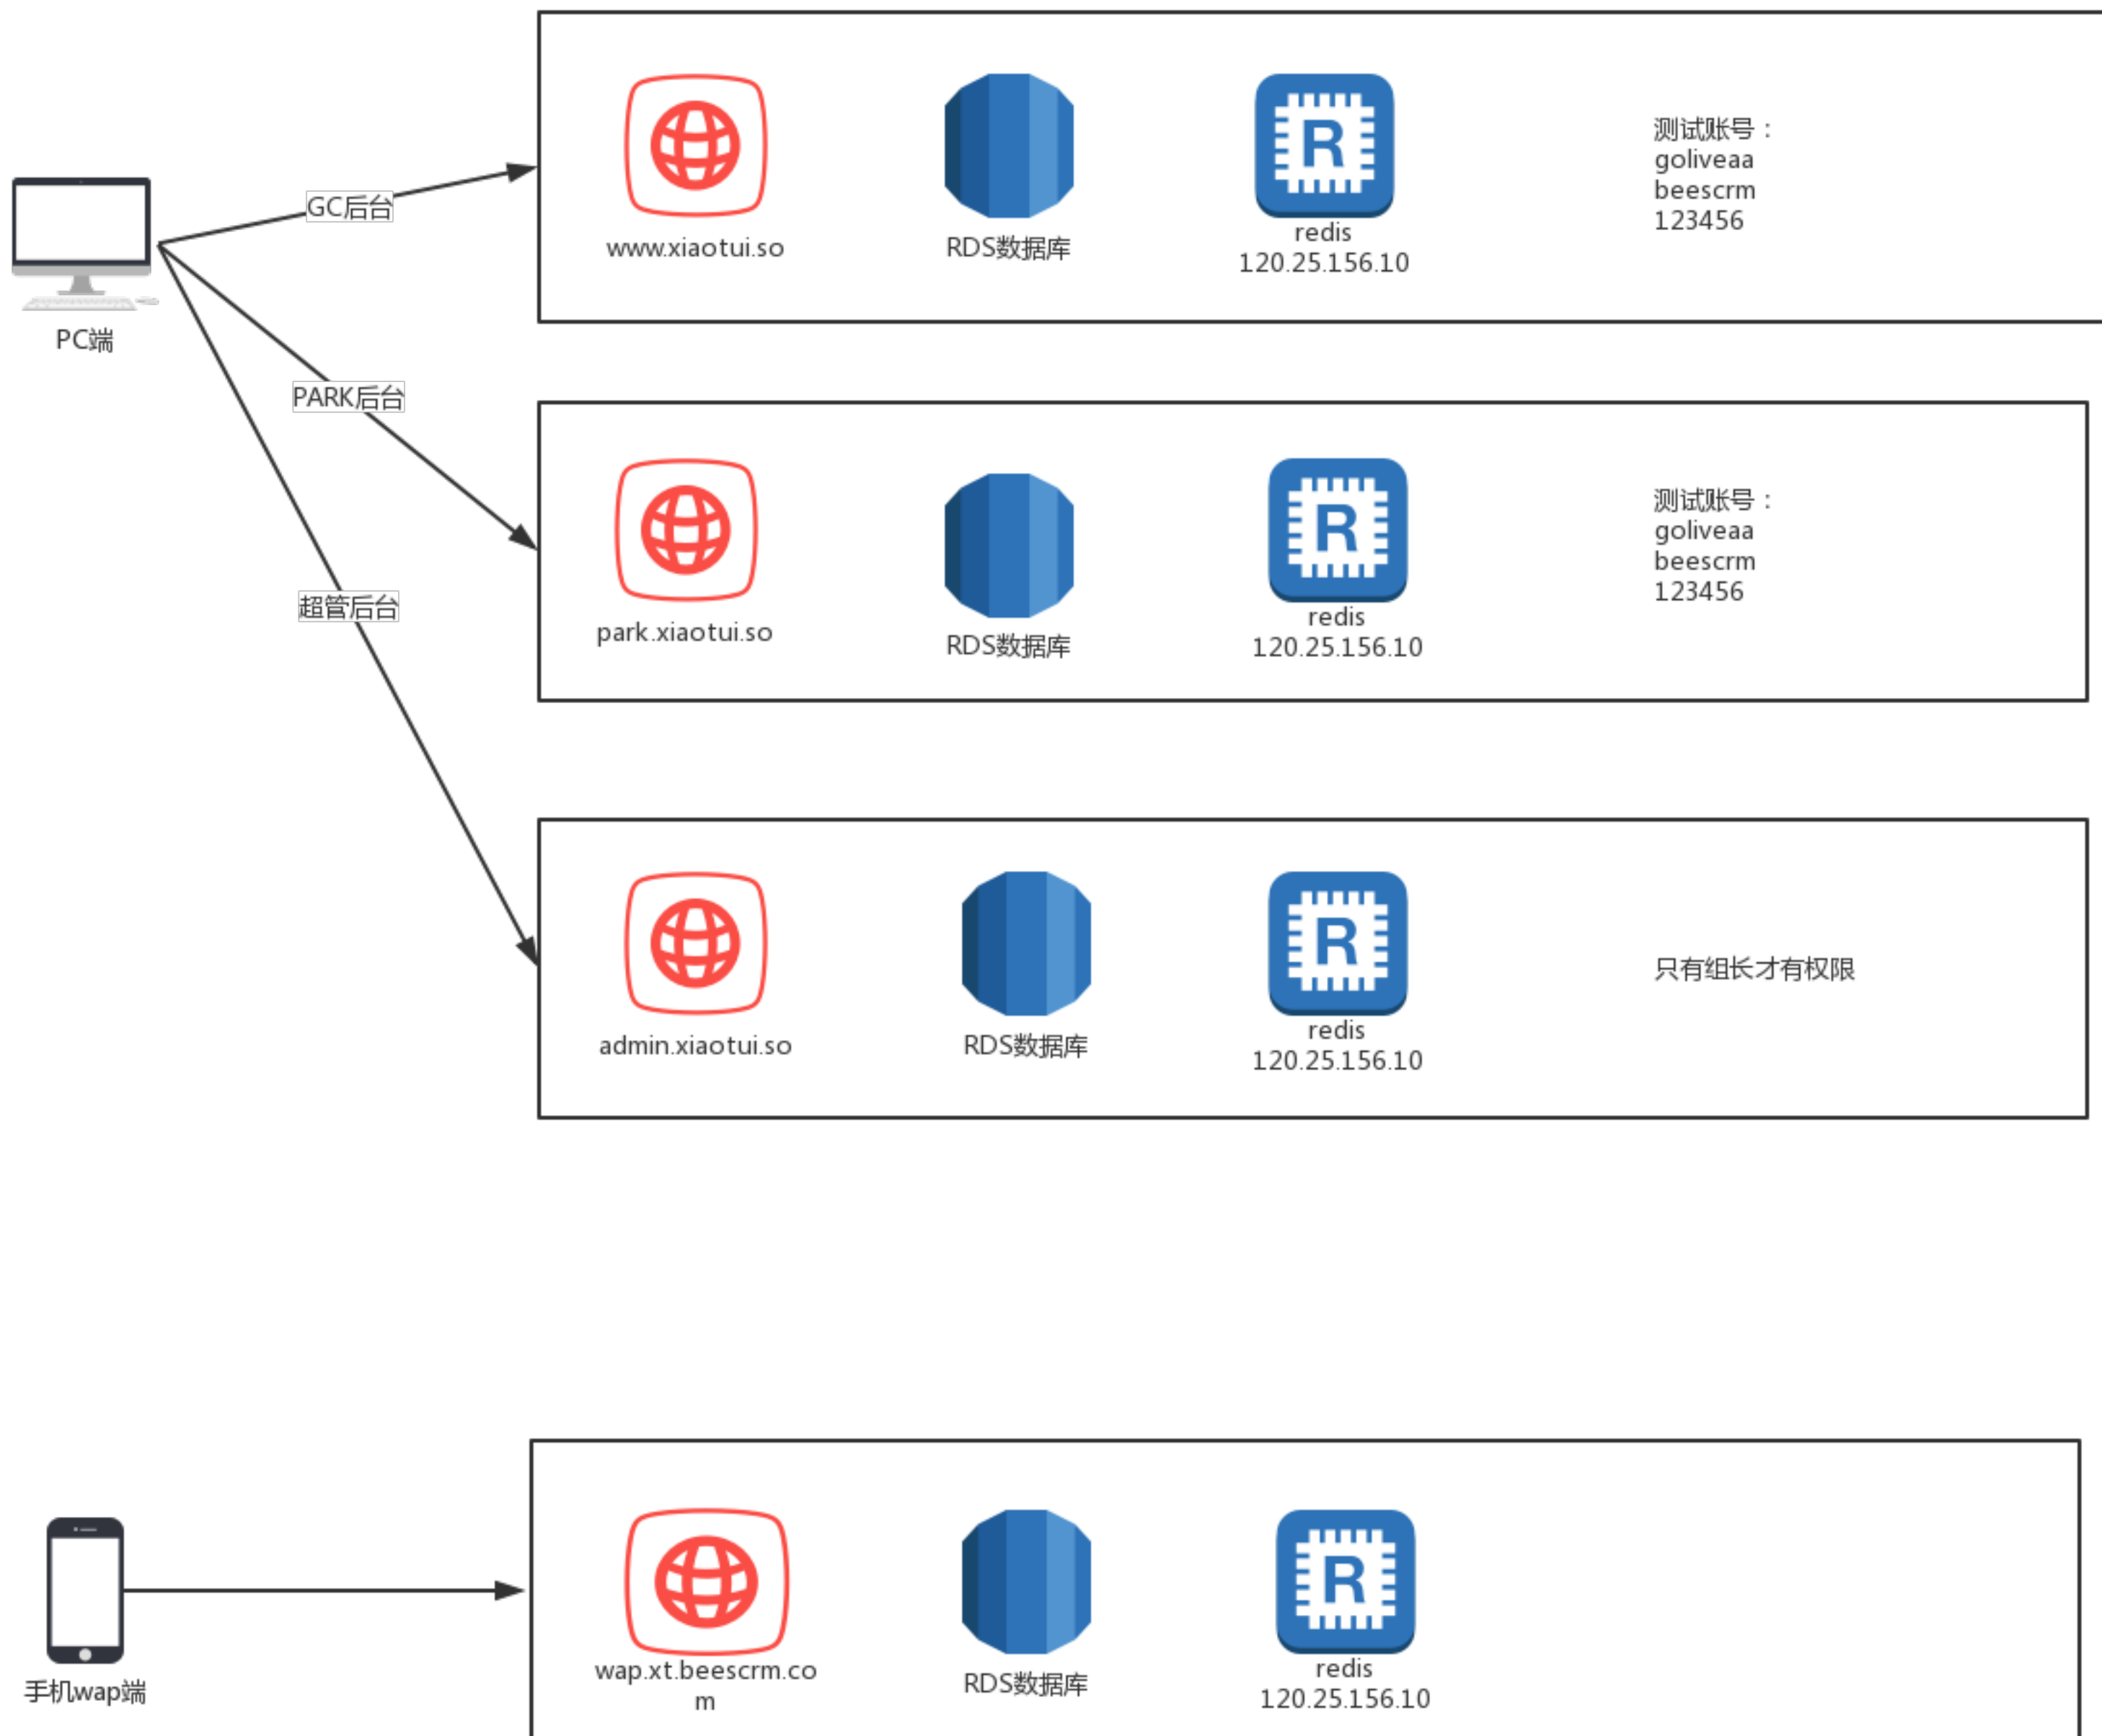 GC后台
www.xiaotui.so
RDS数据库
redis
120.25.156.10
测试账号：
goliveaa
beescrm
123456
PC端
PARK后台
park.xiaotui.so
RDS数据库
redis
120.25.156.10
测试账号：
goliveaa
beescrm
123456
超管后台
admin.xiaotui.so
RDS数据库
redis
120.25.156.10
只有组长才有权限
手机wap端
wap.xt.beescrm.co
m
RDS数据库
redis
120.25.156.10